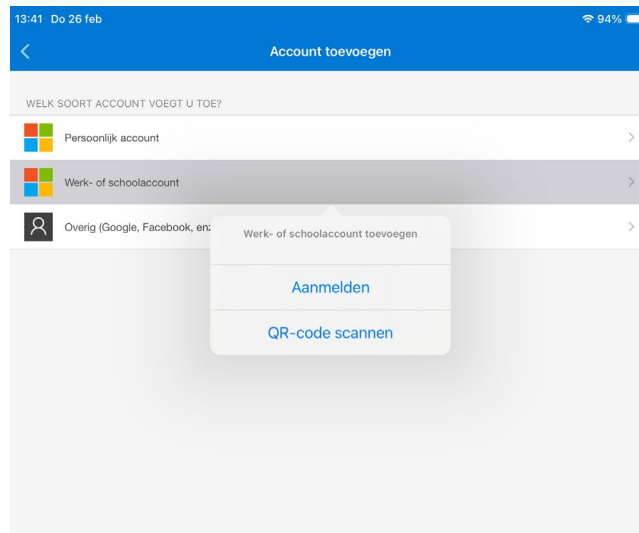 13:41 Do 26 feb 94%
Account toevoegen
WELK SOORT ACCOUNT VOEGT U TOE?
Persoonlijk account
Werk- of schoolaccount
Overig (Google, Facebook, en
Werk- of schoolaccount toevoegen
Aanmelden
QR-code scannen